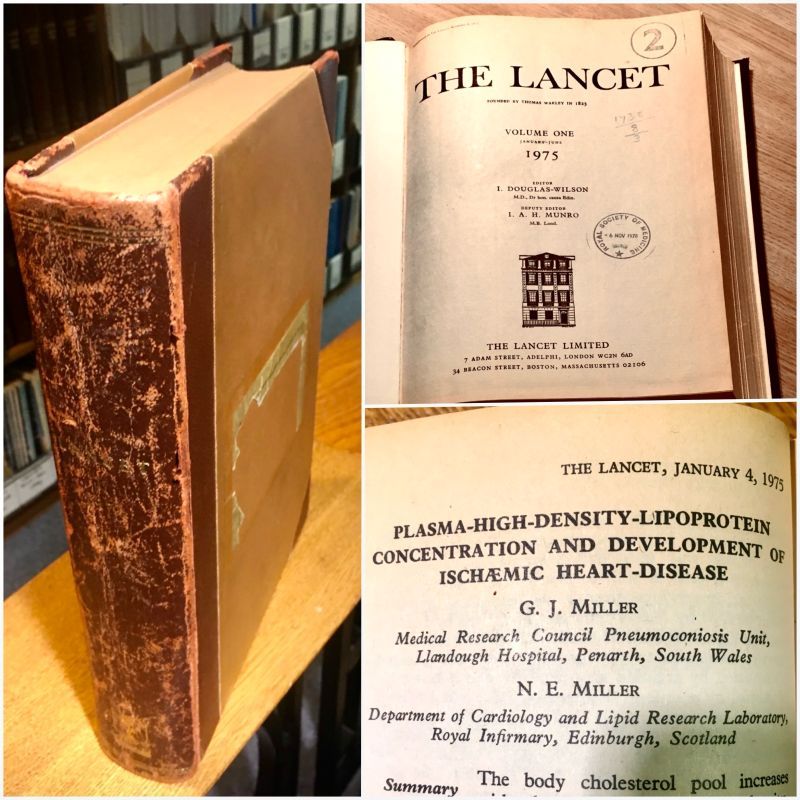 2
THE LANCET
FOUNDED BY THOMAS WAKLEY IN 1823
VOLUME ONE
JANUARY-JUNE
1975
EDITOR
I. DOUGLAS-WILSON
M.D., Dr hon. causa Edin.
DEPUTY EDITOR
I. A. H. MUNRO
M.B. Lond.
ROYAL SOCIETY OF MEDICINE
6 NOV 1978
THE LANCET LIMITED
7 ADAM STREET, ADELPHI, LONDON WC2N 6AD
34 BEACON STREET, BOSTON, MASSACHUSETTS 02106
THE LANCET, JANUARY 4, 1975
PLASMA-HIGH-DENSITY-LIPOPROTEIN
CONCENTRATION AND DEVELOPMENT OF
ISCHÆMIC HEART-DISEASE
G. J. MILLER
Medical Research Council Pneumoconiosis Unit,
Llandough Hospital, Penarth, South Wales
N. E. MILLER
Department of Cardiology and Lipid Research Laboratory,
Royal Infirmary, Edinburgh, Scotland
Summary The body cholesterol pool increases